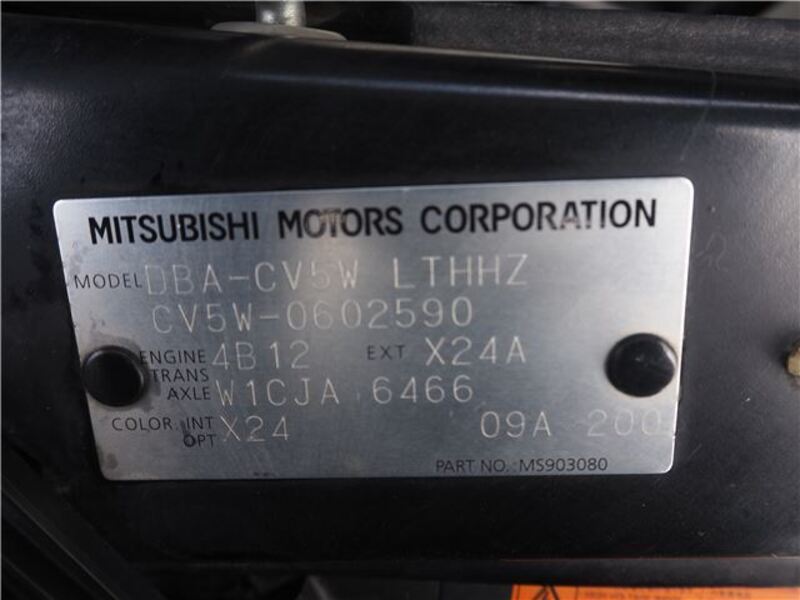 MITSUBISHI MOTORS CORPORATION
MODEL DBA-CV5W LTHHZ
CV5W-0602590
ENGINE 4B12 EXT X24A
TRANS
AXLE W1CJA 6466
COLOR. INT X24 09A 200
OPT
PART NO.: MS903080